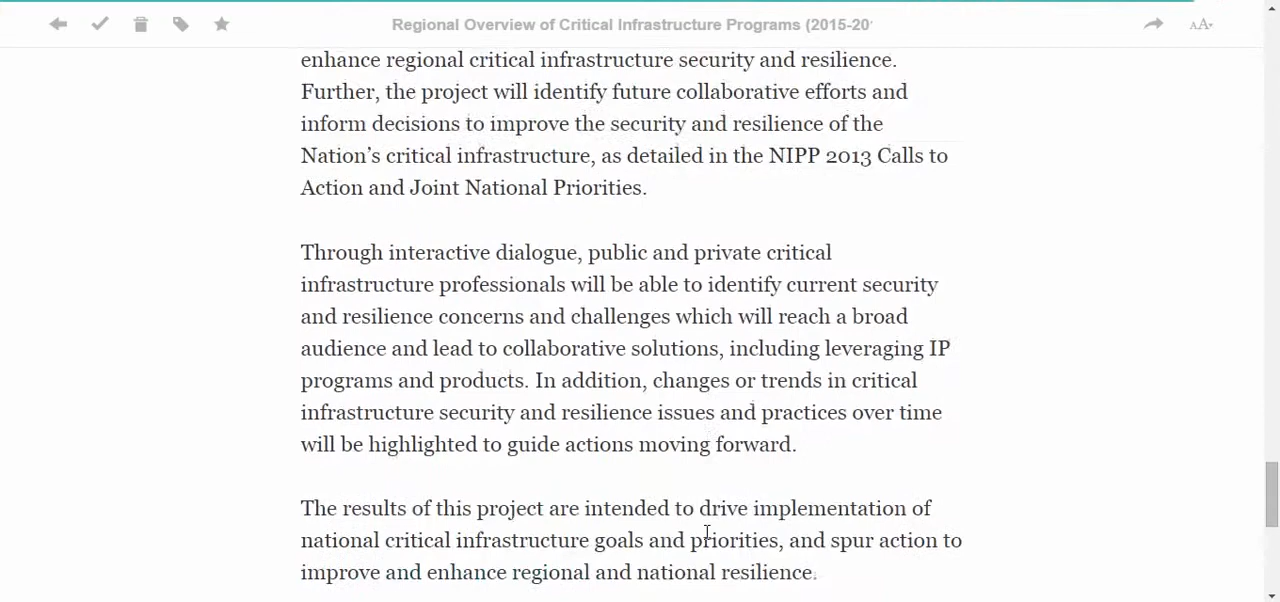 Regional Overview of Critical Infrastructure Programs (2015-20
AA
enhance regional critical infrastructure security and resilience.
Further, the project will identify future collaborative efforts and
inform decisions to improve the security and resilience of the
Nation’s critical infrastructure, as detailed in the NIPP 2013 Calls to
Action and Joint National Priorities.
Through interactive dialogue, public and private critical
infrastructure professionals will be able to identify current security
and resilience concerns and challenges which will reach a broad
audience and lead to collaborative solutions, including leveraging IP
programs and products. In addition, changes or trends in critical
infrastructure security and resilience issues and practices over time
will be highlighted to guide actions moving forward.
The results of this project are intended to drive implementation of
national critical infrastructure goals and priorities, and spur action to
improve and enhance regional and national resilience.